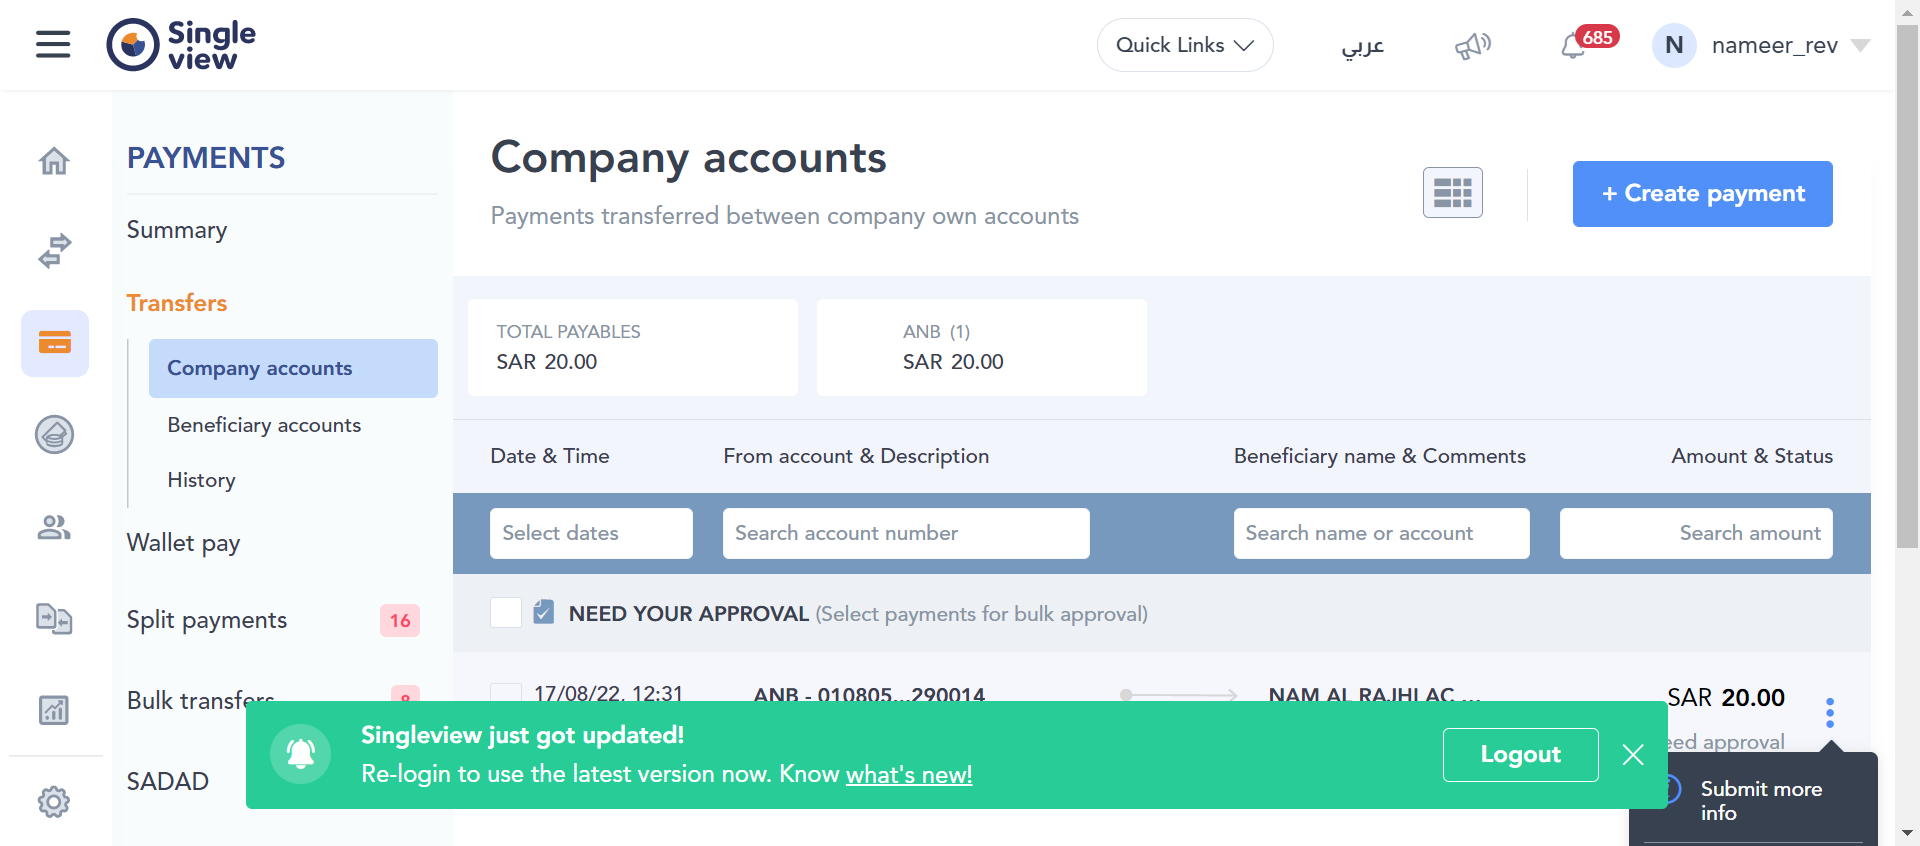 Single
view
Quick Links
عربي
685
N
nameer_rev
PAYMENTS
Summary
Transfers
Company accounts
Beneficiary accounts
History
Wallet pay
Split payments
16
Bulk transfers
8
SADAD
Company accounts
Payments transferred between company own accounts
+ Create payment
TOTAL PAYABLES
SAR 20.00
ANB (1)
SAR 20.00
Date & Time
From account & Description
Beneficiary name & Comments
Amount & Status
Select dates
Search account number
Search name or account
Search amount
NEED YOUR APPROVAL (Select payments for bulk approval)
17/08/22, 12:31
ANB - 010805...290014
NAM AL RAJHI AC ...
SAR 20.00
eed approval
Singleview just got updated!
Re-login to use the latest version now. Know what's new!
Logout
Submit more
info